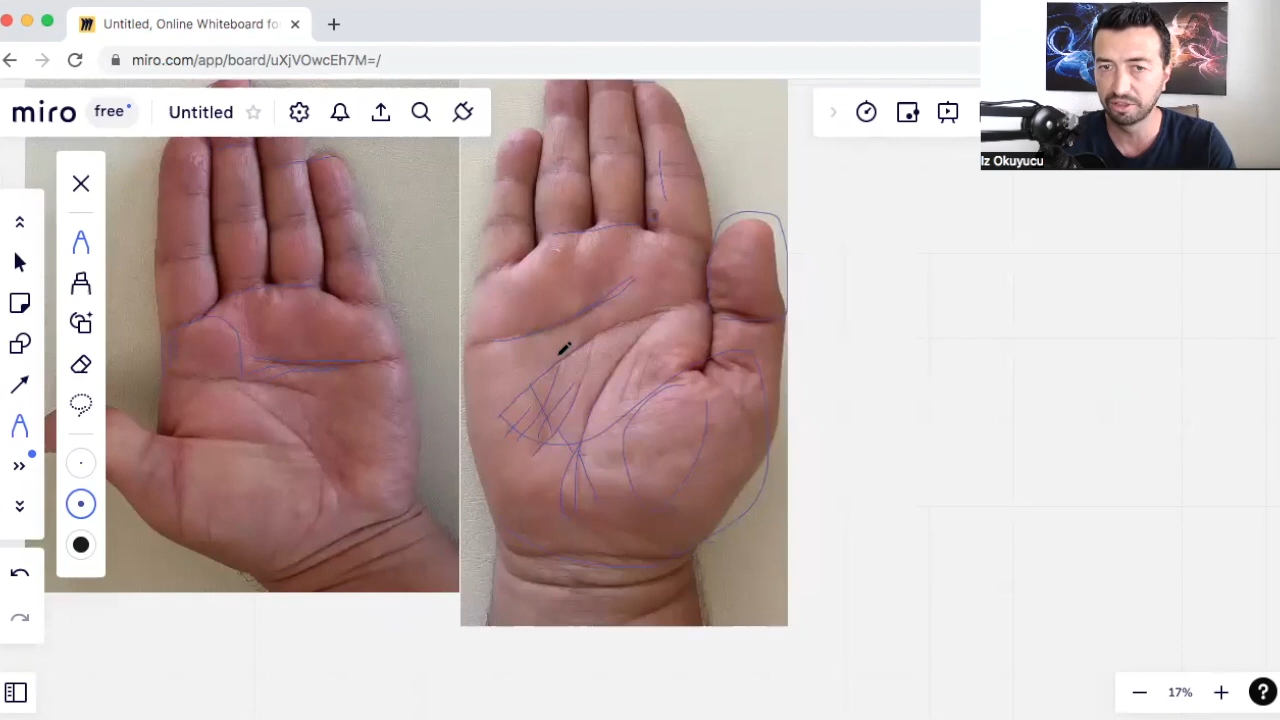 Untitled, Online Whiteboard fo
miro.com/app/board/uXjVOwcEh7M=/
miro free Untitled
Iz Okuyucu
17%
?